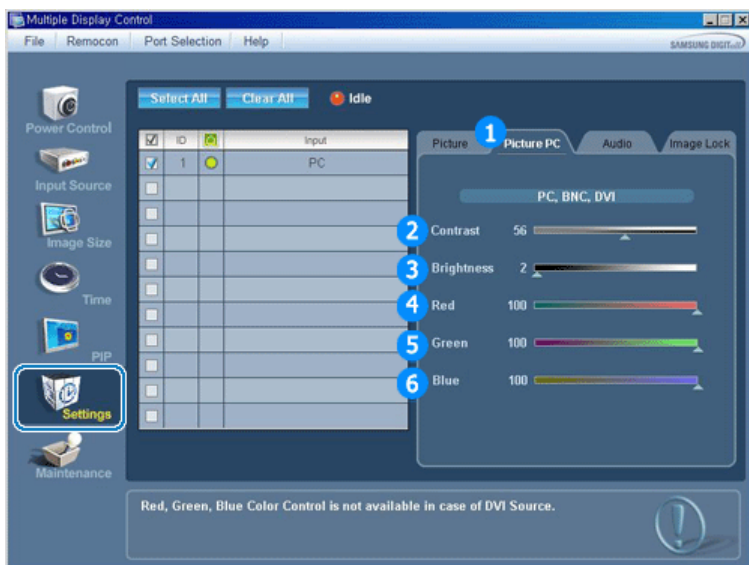 Multiple Display Control
File Remocon Port Selection Help
SAMSUNG DIGITall
Select All Clear All Idle
Power Control
Input Source
Image Size
Time
PIP
Settings
Maintenance
ID Input
1 PC
1
Picture Picture PC Audio Image Lock
PC, BNC, DVI
2 Contrast 56
3 Brightness 2
4 Red 100
5 Green 100
6 Blue 100
Red, Green, Blue Color Control is not available in case of DVI Source.